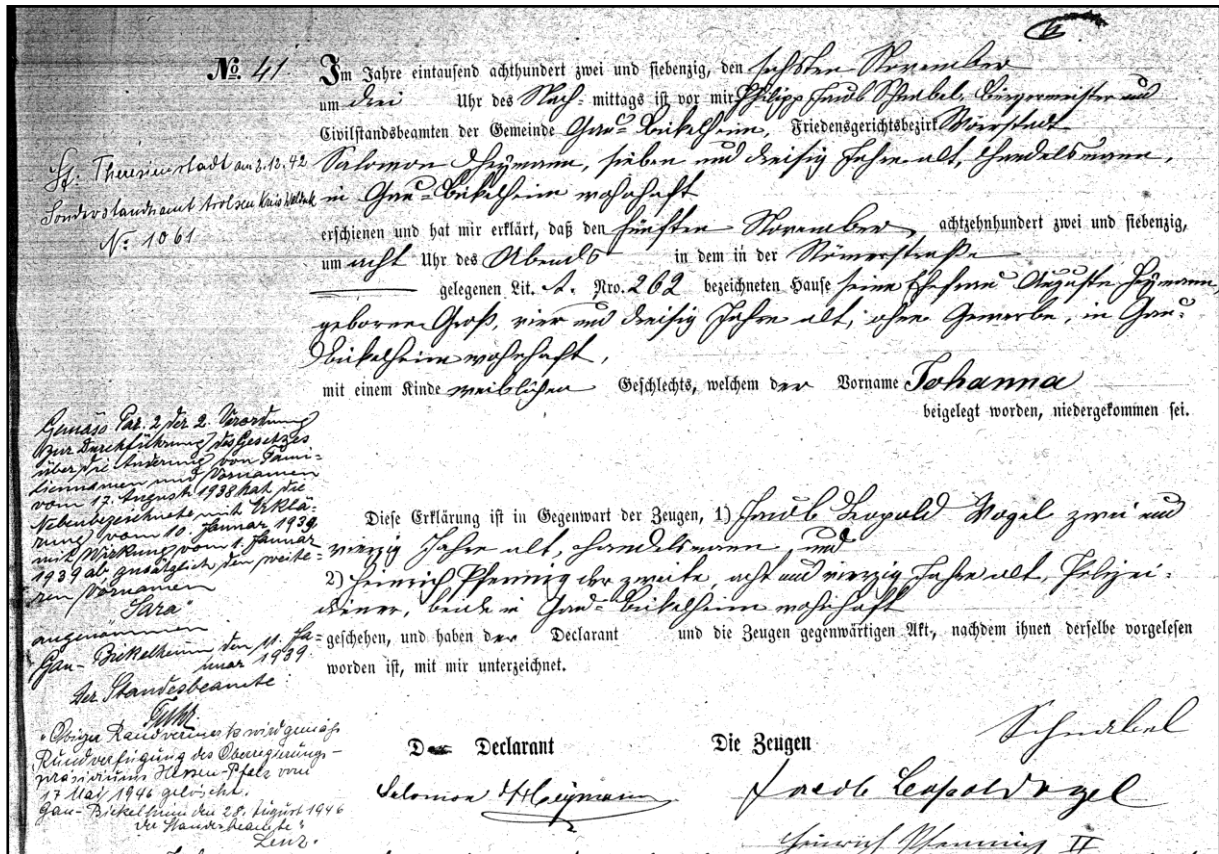 No. 41
Im Jahre eintausend achthundert zwei und siebenzig, den sechsten November
um drei Uhr des Nach-mittags ist vor mir Philipp Jacob Schnabel, Bürgermeister und
Civilstandsbeamten der Gemeinde Gau-Bickelheim, Friedensgerichtsbezirk Wörrstadt
Salomon Heymann, sieben und dreisig Jahre alt, Handelsmann,
in Gau-Bickelheim wohnhaft
erschienen und hat mir erklärt, daß den fünften November, achtzehnhundert zwei und siebenzig,
um acht Uhr des Abends in dem in der Römerstraße
gelegenen Lit. A. Nro. 262 bezeichneten Hause seine Ehefrau Auguste Heymann,
geborne Groß, vier und dreisig Jahre alt, ohne Gewerbe, in Gau-
Bickelheim wohnhaft,
mit einem Kinde weiblichen Geschlechts, welchem der Vorname Johanna
beigelegt worden, niedergekommen sei.
Diese Erklärung ist in Gegenwart der Zeugen, 1) Jacob Leopold Vogel zwei und
vierzig Jahre alt, Handelsmann, und
2) Heinrich Pfennig der zweite, acht und vierzig Jahre alt, Polizei-
diener, beide in Gau-Bickelheim wohnhaft
geschehen, und haben der Declarant und die Zeugen gegenwärtigen Akt, nachdem ihnen derselbe vorgelesen
worden ist, mit mir unterzeichnet.
Der Declarant Die Zeugen
Schnabel
Salomon Heymann
Jacob Leopold Vogel
Heinrich Pfennig II
Theresienstadt am 2.12.42
Sonderstandesamt Arolsen Kreis Waldeck
Nr. 1061
Gemäss Par. 2 der 2. Verordnung
zur Durchführung des Gesetzes
über die Änderung von Fami-
liennamen und Vornamen
vom 17. August 1938 hat die
Nebenbezeichnete mit Erklä-
rung vom 10. Januar 1939
mit Wirkung vom 1. Januar
1939 ab, zusätzlich den weite-
ren Vornamen
"Sara"
angenommen
Gau-Bickelheim, den 11. Ja-
nuar 1939.
Der Standesbeamte
"Obiger Randvermerk wird gemäss
Rundverfügung des Oberregierungs-
präsidiums Hessen-Pfalz vom
17 Mai 1946 gelöscht.
Gau-Bickelheim den 28. August 1946
der Standesbeamte"
Lenz.